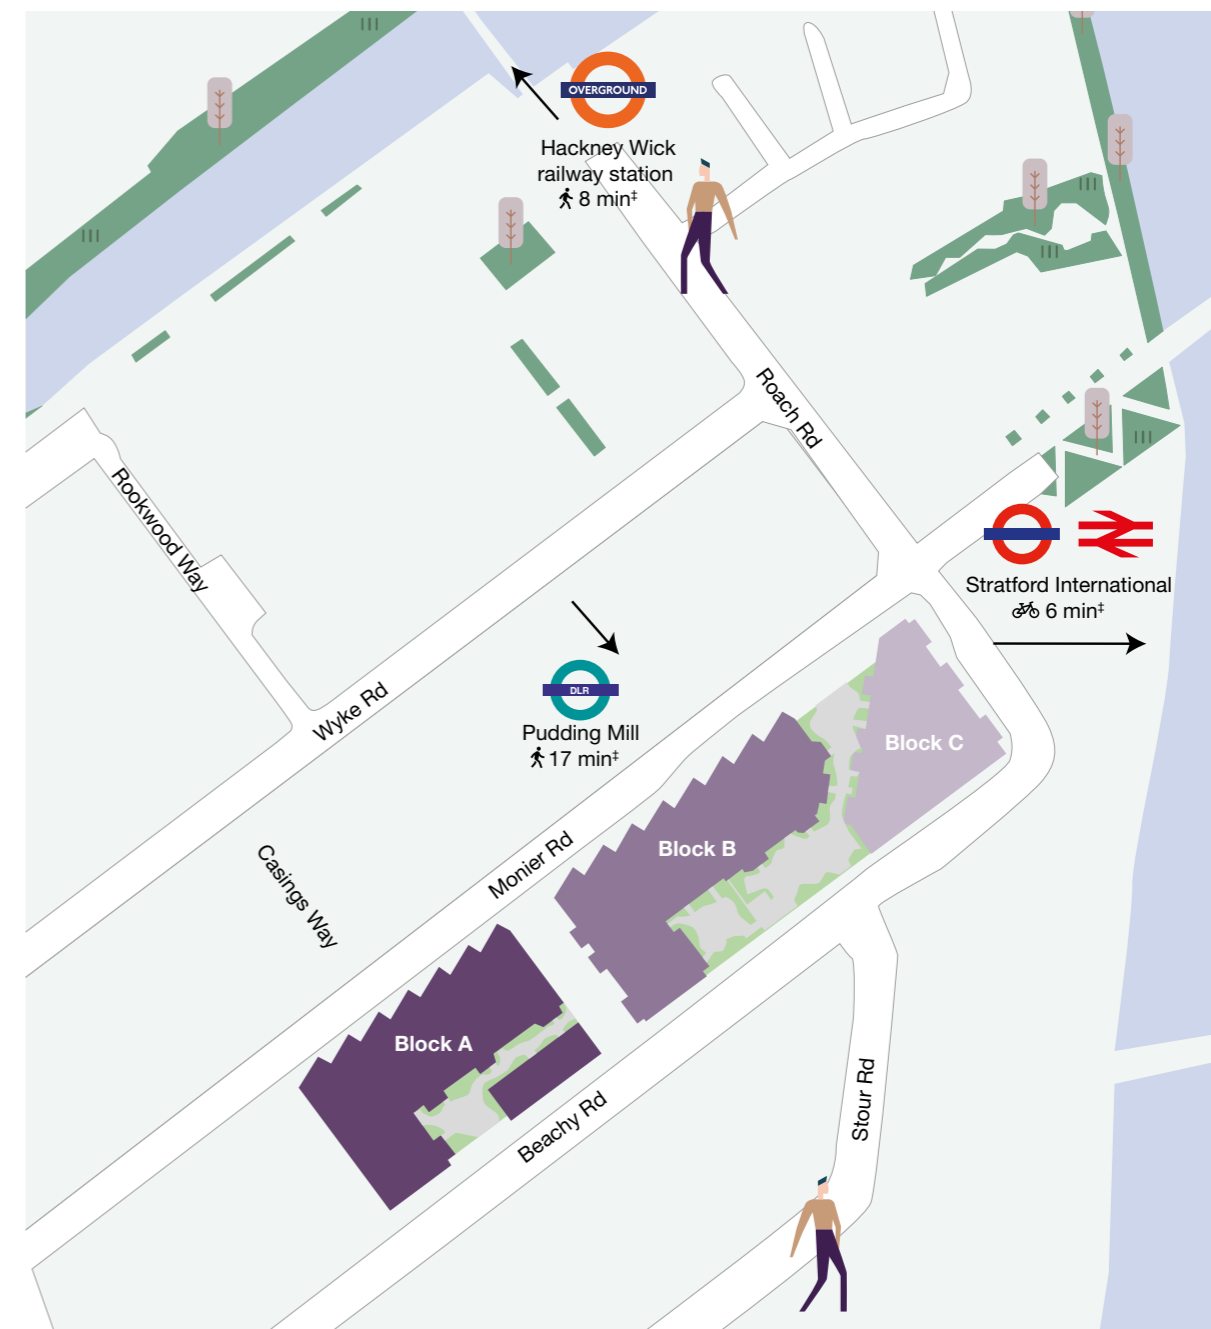 OVERGROUND
Hackney Wick
railway station
8 min‡
Roach Rd
Rookwood Way
Stratford International
6 min‡
DLR
Pudding Mill
17 min‡
Wyke Rd
Block C
Block B
Monier Rd
Casings Way
Block A
Beachy Rd
Stour Rd